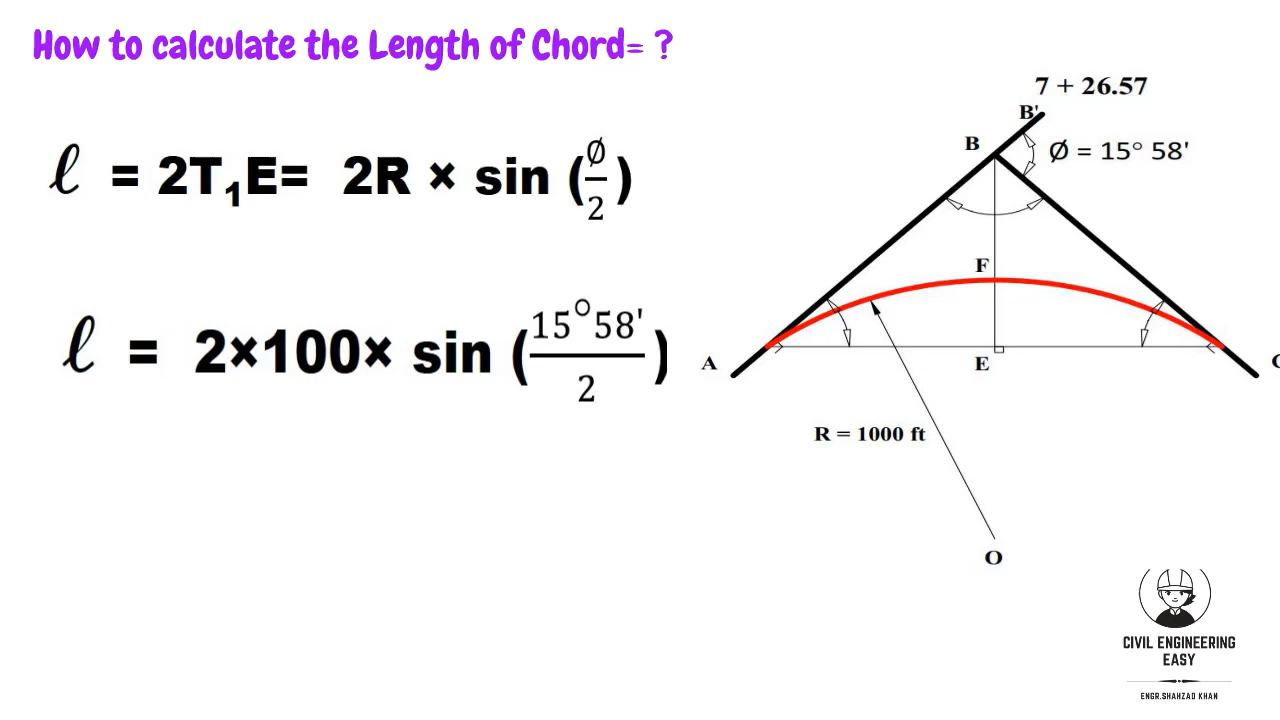 How to calculate the Length of Chord= ?
ℓ = 2T₁E= 2R × sin (ø/2)
ℓ = 2×100× sin (15°58'/2)
7 + 26.57
B'
B
Ø = 15° 58'
F
A
E
C
R = 1000 ft
O
CIVIL ENGINEERING
EASY
ENGR.SHAHZAD KHAN